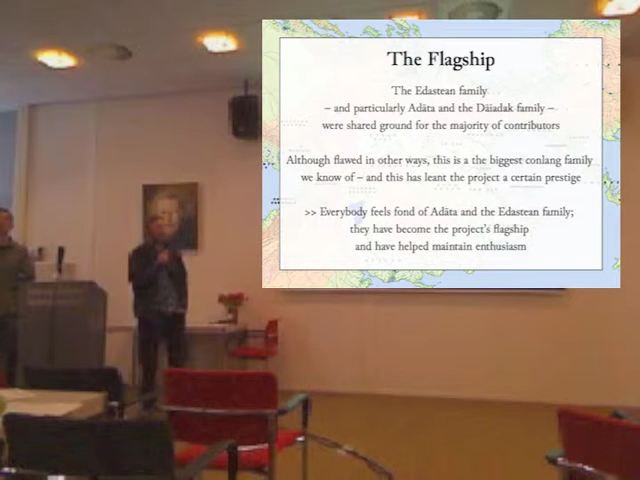 The Flagship
The Edastean family
– and particularly Adāta and the Dāiadak family –
were shared ground for the majority of contributors
Although flawed in other ways, this is a the biggest conlang family
we know of – and this has leant the project a certain prestige
>> Everybody feels fond of Adāta and the Edastean family;
they have become the project's flagship
and have helped maintain enthusiasm